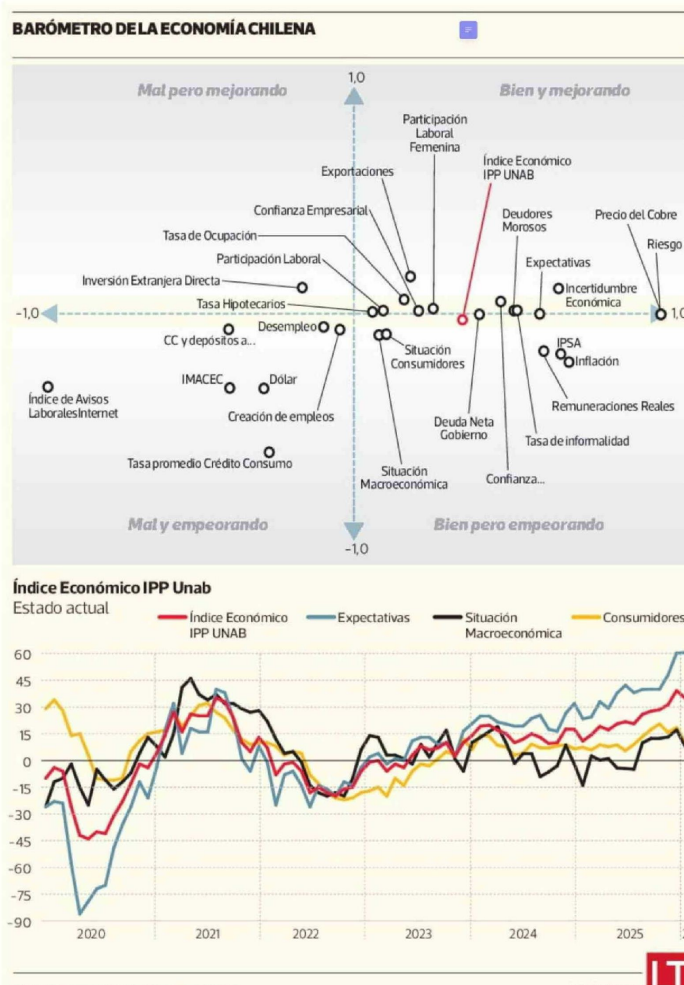 BARÓMETRO DE LA ECONOMÍA CHILENA
1,0
Mal pero mejorando
Bien y mejorando
Participación
Laboral
Femenina
Exportaciones
Índice Económico
IPP UNAB
Confianza Empresarial
Deudores
Morosos
Precio del Cobre
Tasa de Ocupación
Riesgo
Participación Laboral
Expectativas
Inversión Extranjera Directa
Incertidumbre
Económica
Tasa Hipotecarios
-1,0
1,0
CC y depósitos a...
Desempleo
Situación
Consumidores
IPSA
Inflación
IMACEC
Dólar
Índice de Avisos
Laborales Internet
Creación de empleos
Remuneraciones Reales
Deuda Neta
Gobierno
Tasa de informalidad
Tasa promedio Crédito Consumo
Situación
Macroeconómica
Confianza...
Mal y empeorando
Bien pero empeorando
-1,0
Índice Económico IPP Unab
Estado actual
Índice Económico
IPP UNAB
Expectativas
Situación
Macroeconómica
Consumidores
60
45
30
15
0
-15
-30
-45
-60
-75
-90
2020
2021
2022
2023
2024
2025
LT